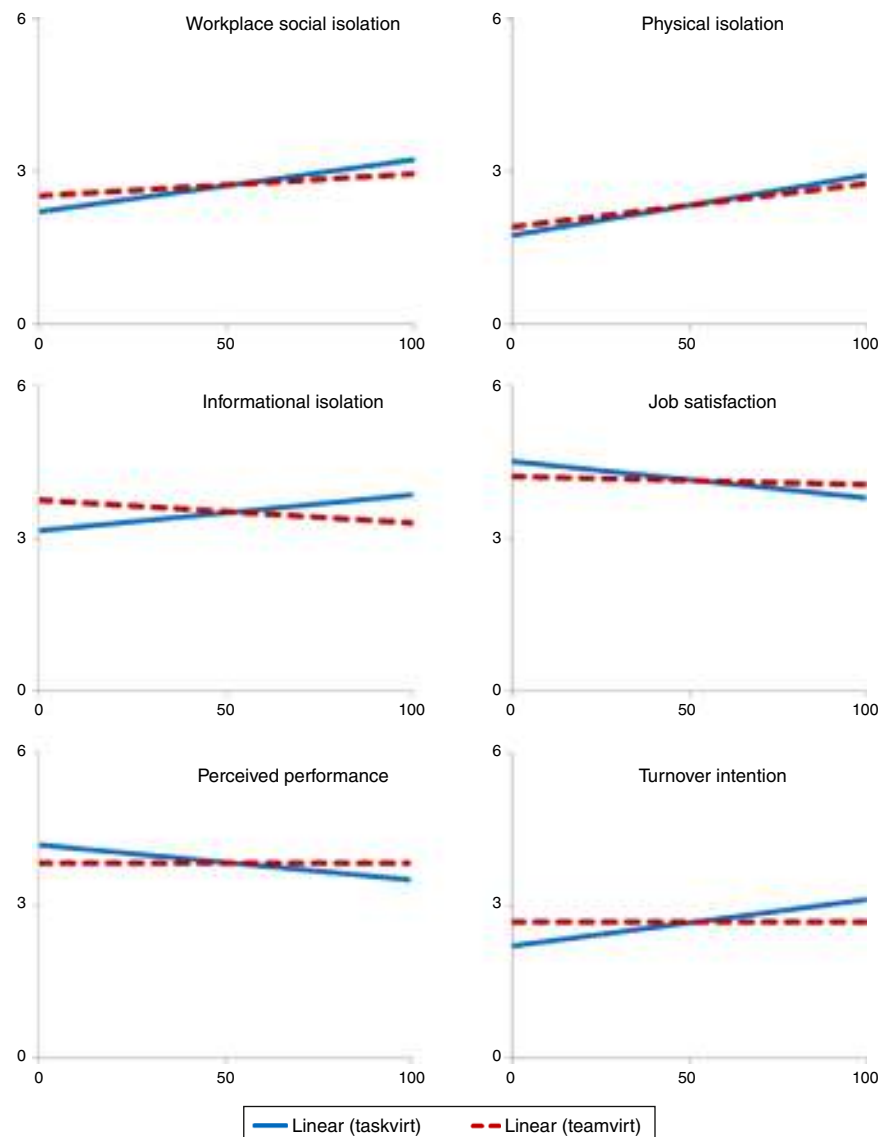 Workplace social isolation
6
3
0
0 50 100
Physical isolation
6
3
0
0 50 100
Informational isolation
6
3
0
0 50 100
Job satisfaction
6
3
0
0 50 100
Perceived performance
6
3
0
0 50 100
Turnover intention
6
3
0
0 50 100
Linear (taskvirt) Linear (teamvirt)